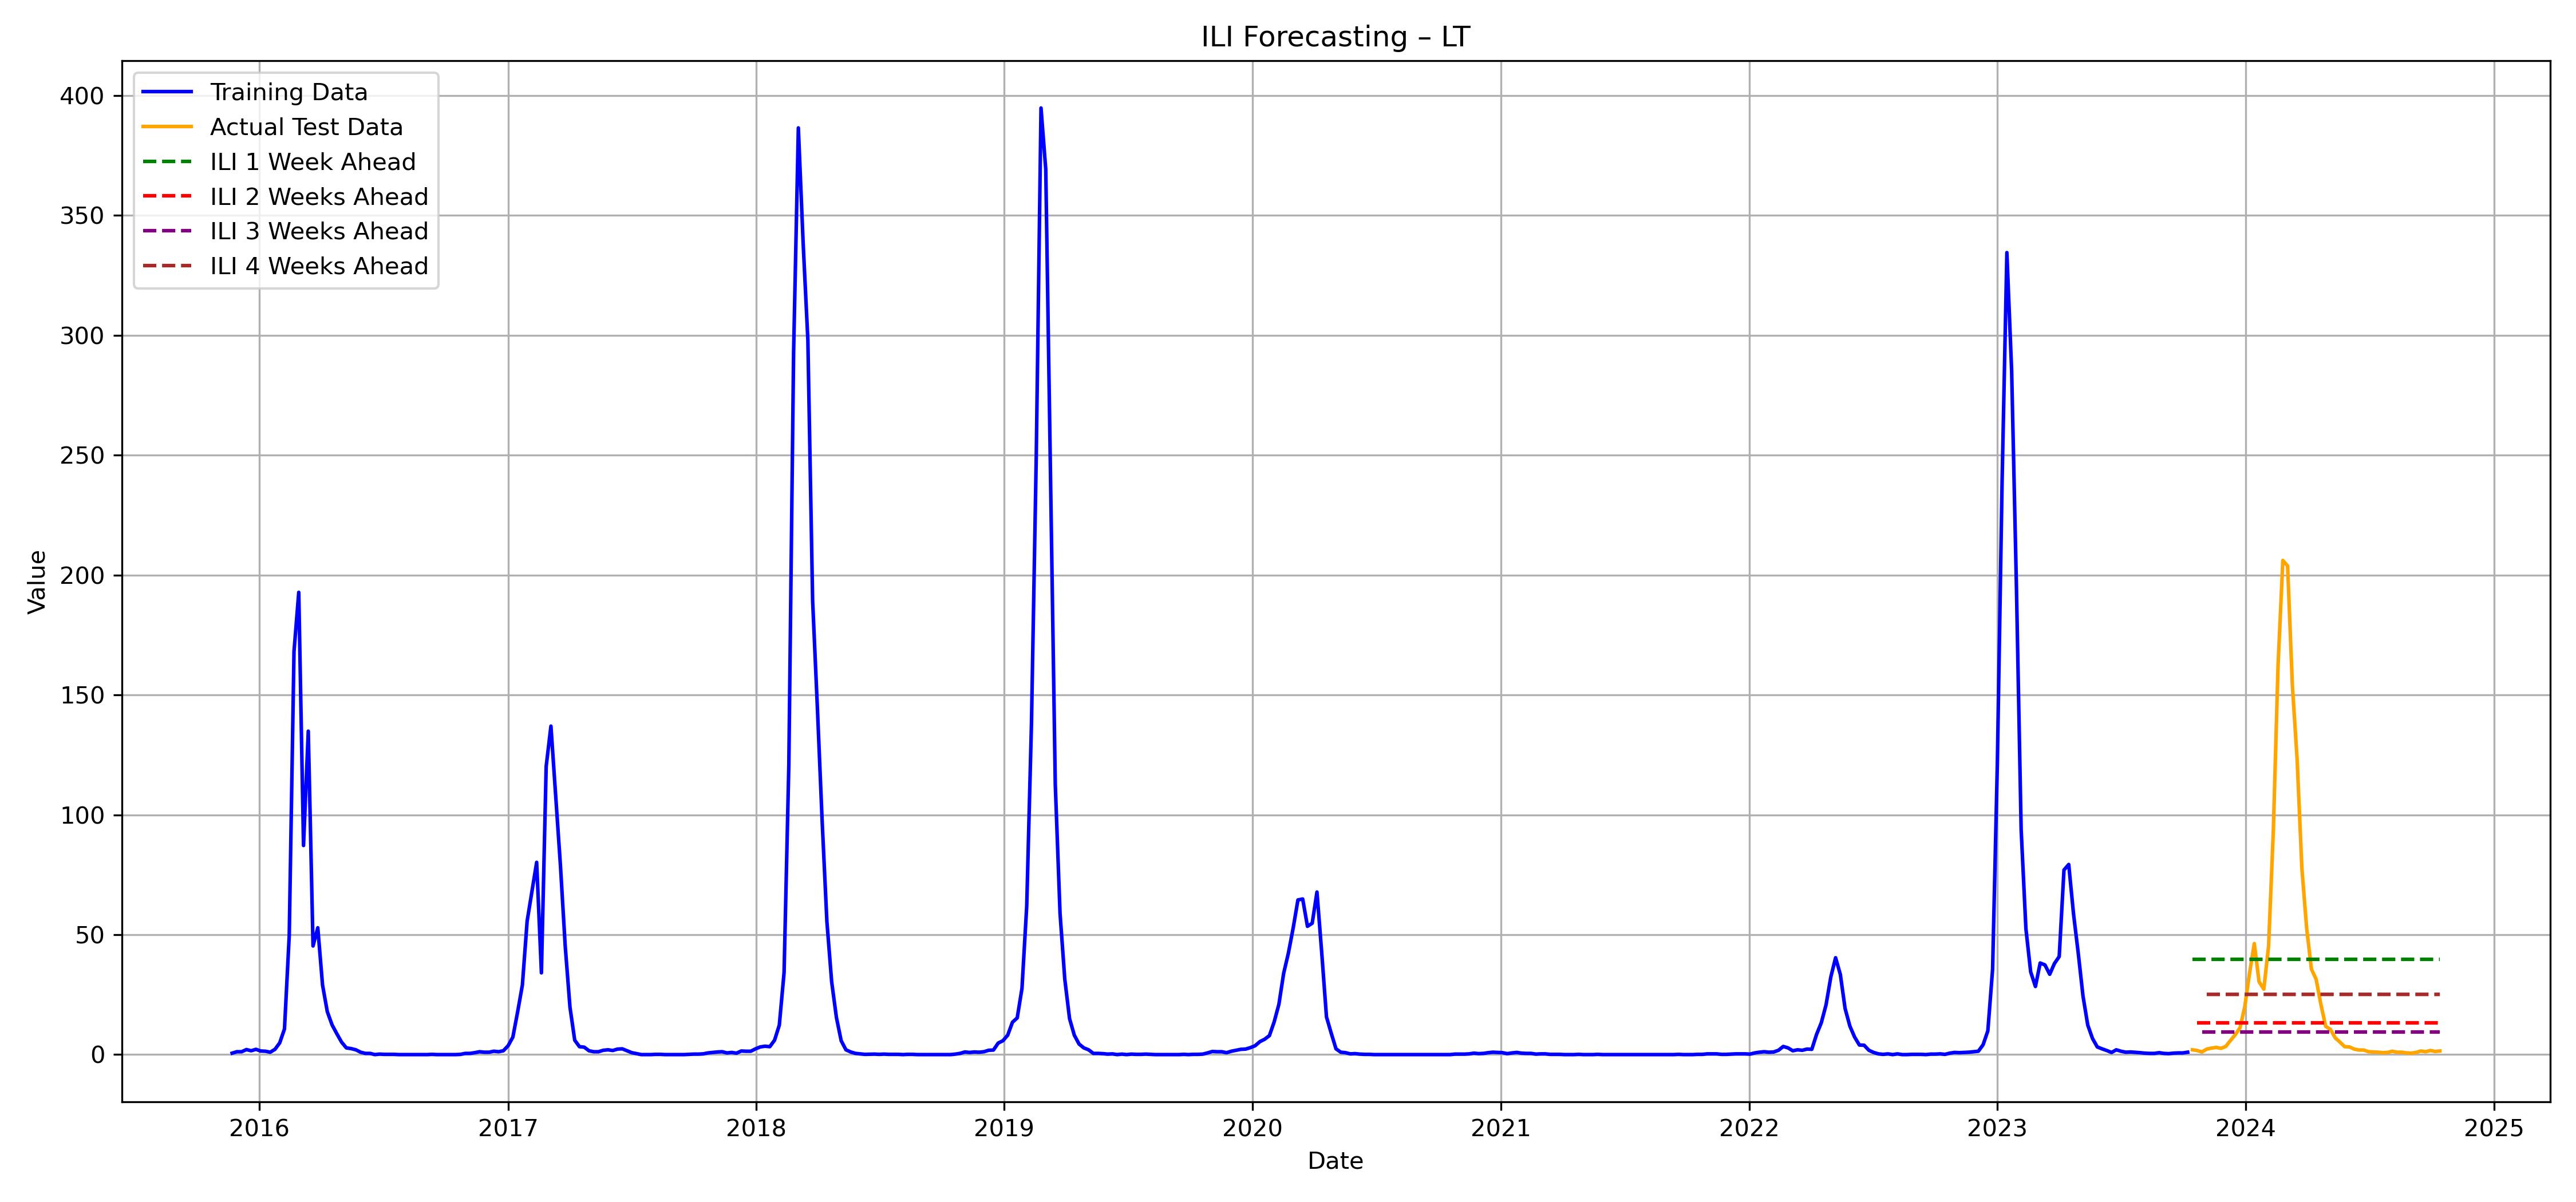 ILI Forecasting – LT
Training Data
Actual Test Data
ILI 1 Week Ahead
ILI 2 Weeks Ahead
ILI 3 Weeks Ahead
ILI 4 Weeks Ahead
400
350
300
250
200
150
100
50
0
Value
2016 2017 2018 2019 2020 2021 2022 2023 2024 2025
Date